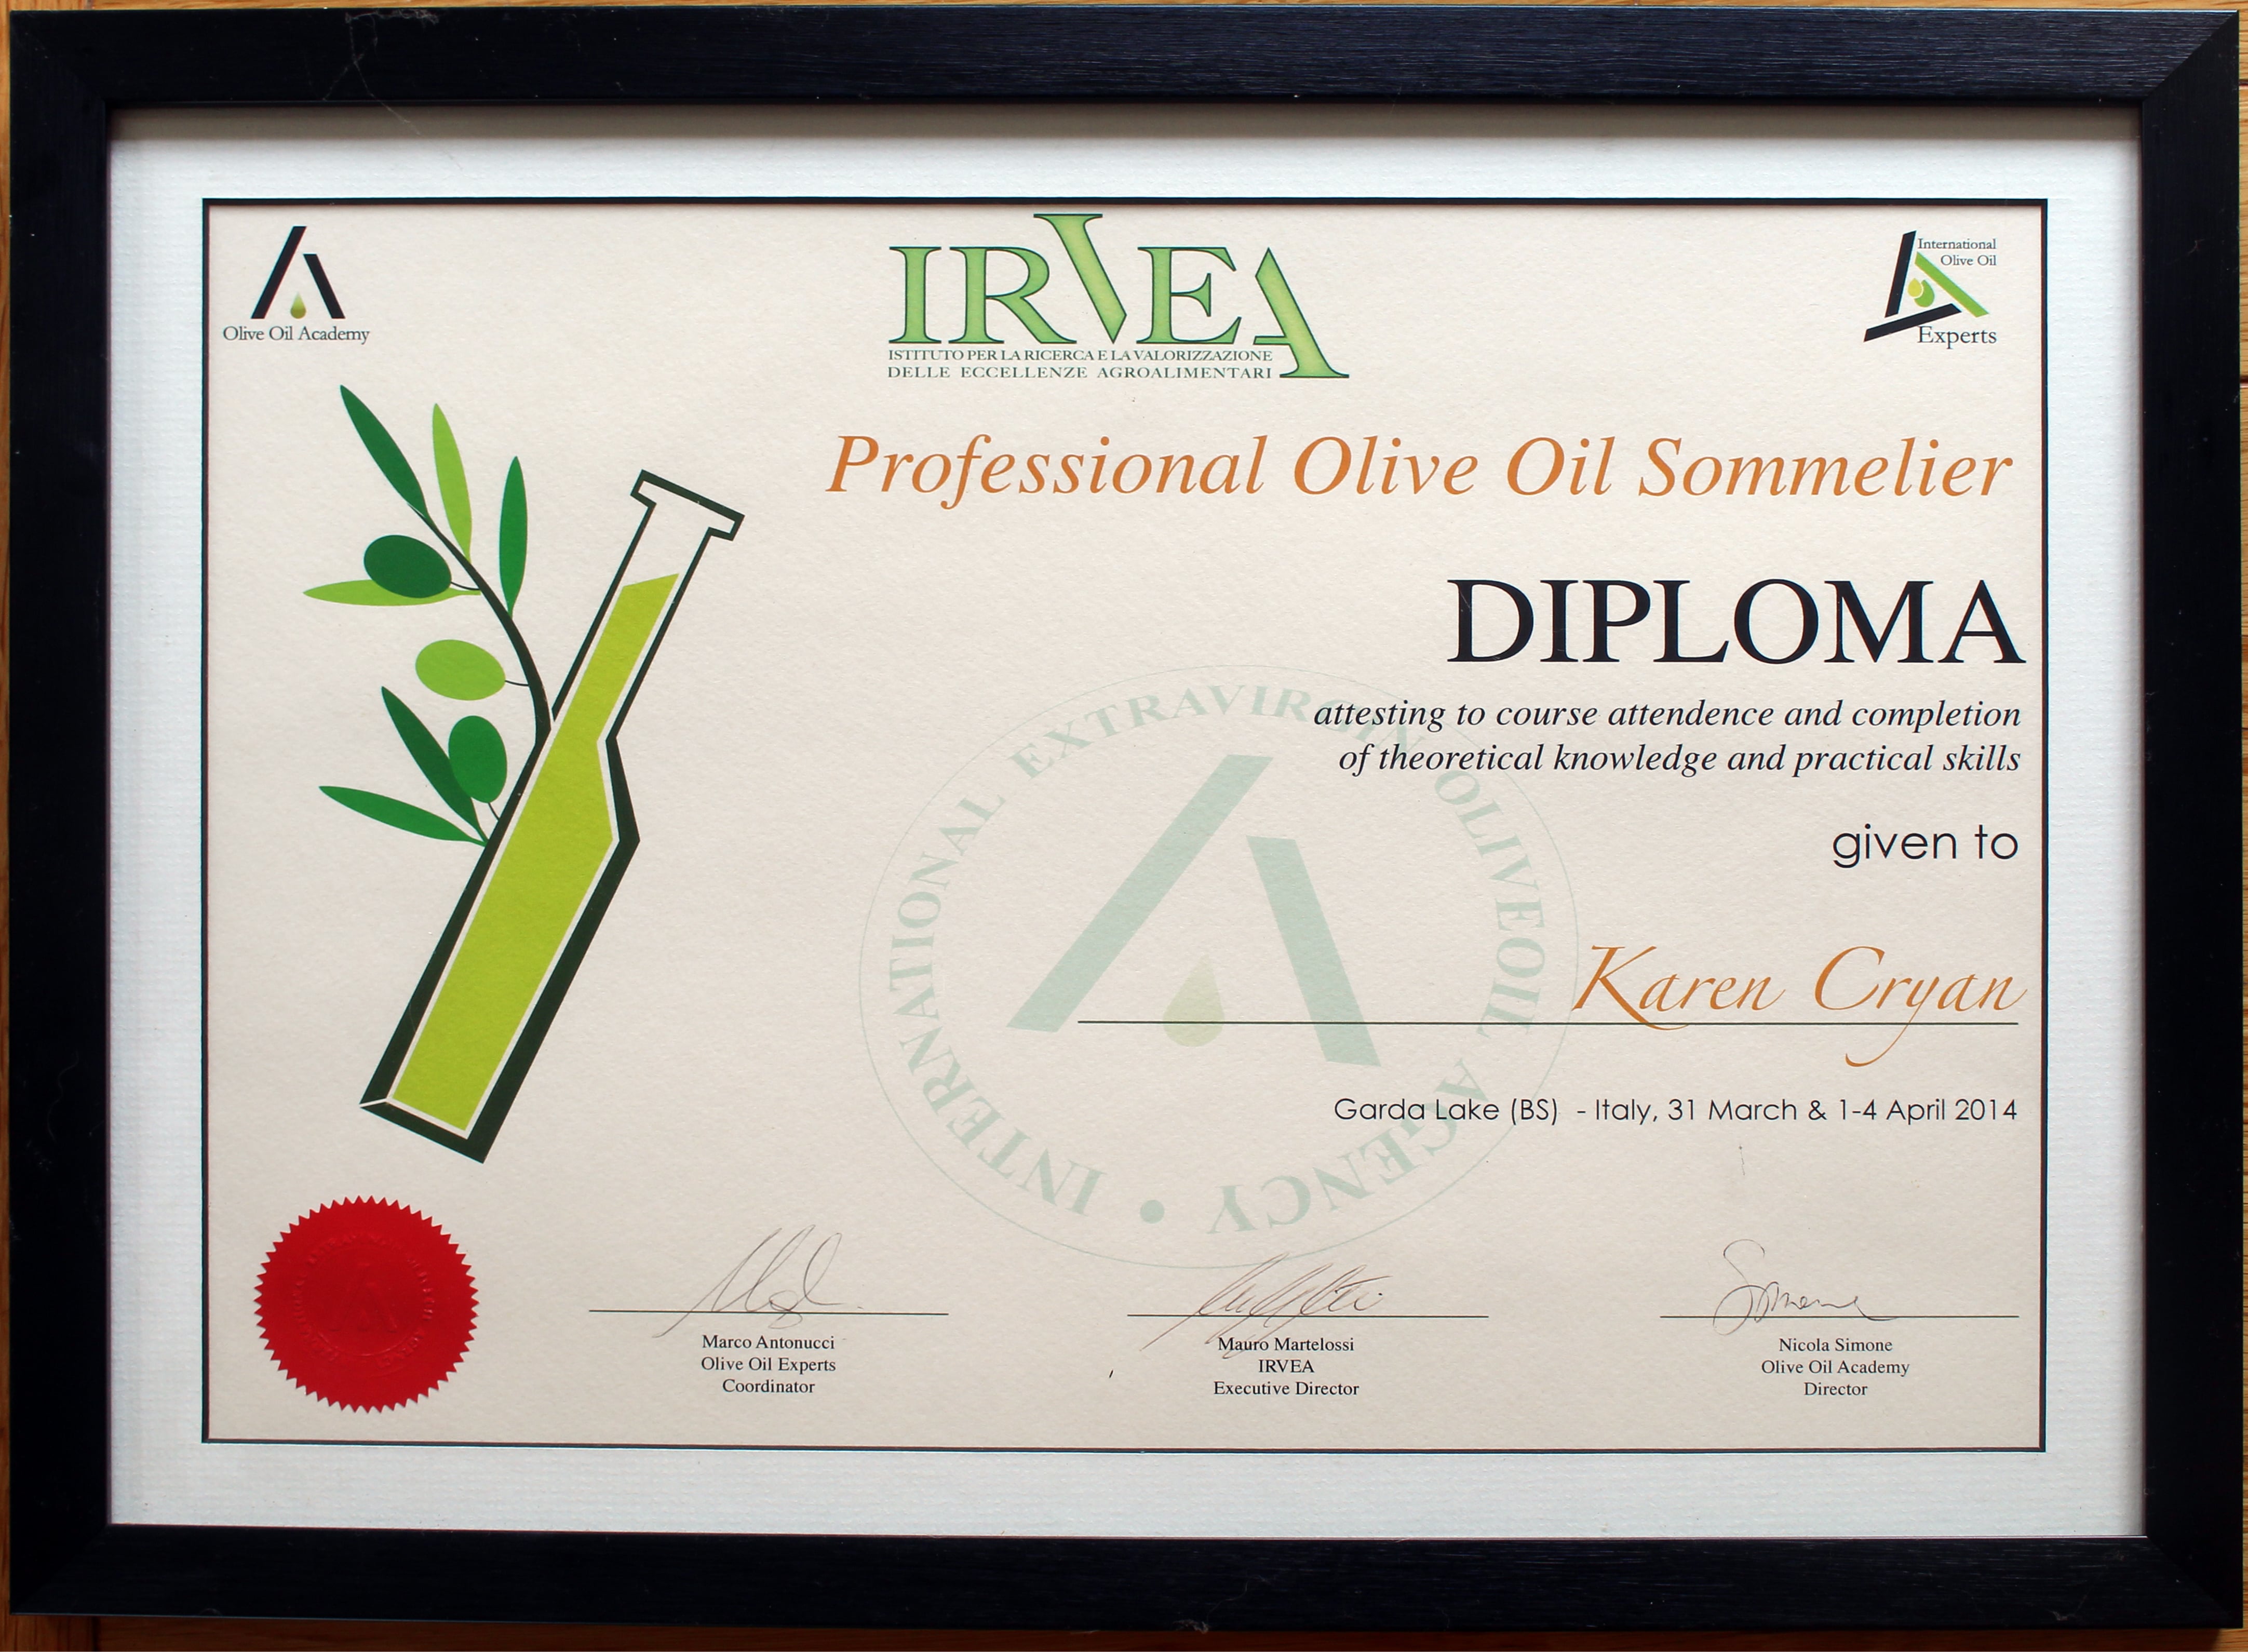 Olive Oil Academy
IRVEA
ISTITUTO PER LA RICERCA E LA VALORIZZAZIONE
DELLE ECCELLENZE AGROALIMENTARI
International
Olive Oil
Experts
Professional Olive Oil Sommelier
DIPLOMA
attesting to course attendence and completion
of theoretical knowledge and practical skills
given to
Karen Cryan
Garda Lake (BS) - Italy, 31 March & 1-4 April 2014
INTERNATIONAL EXTRAVIRGIN OLIVEOIL AGENCY •
Marco Antonucci
Olive Oil Experts
Coordinator
Mauro Martelossi
IRVEA
Executive Director
Simone
Nicola Simone
Olive Oil Academy
Director